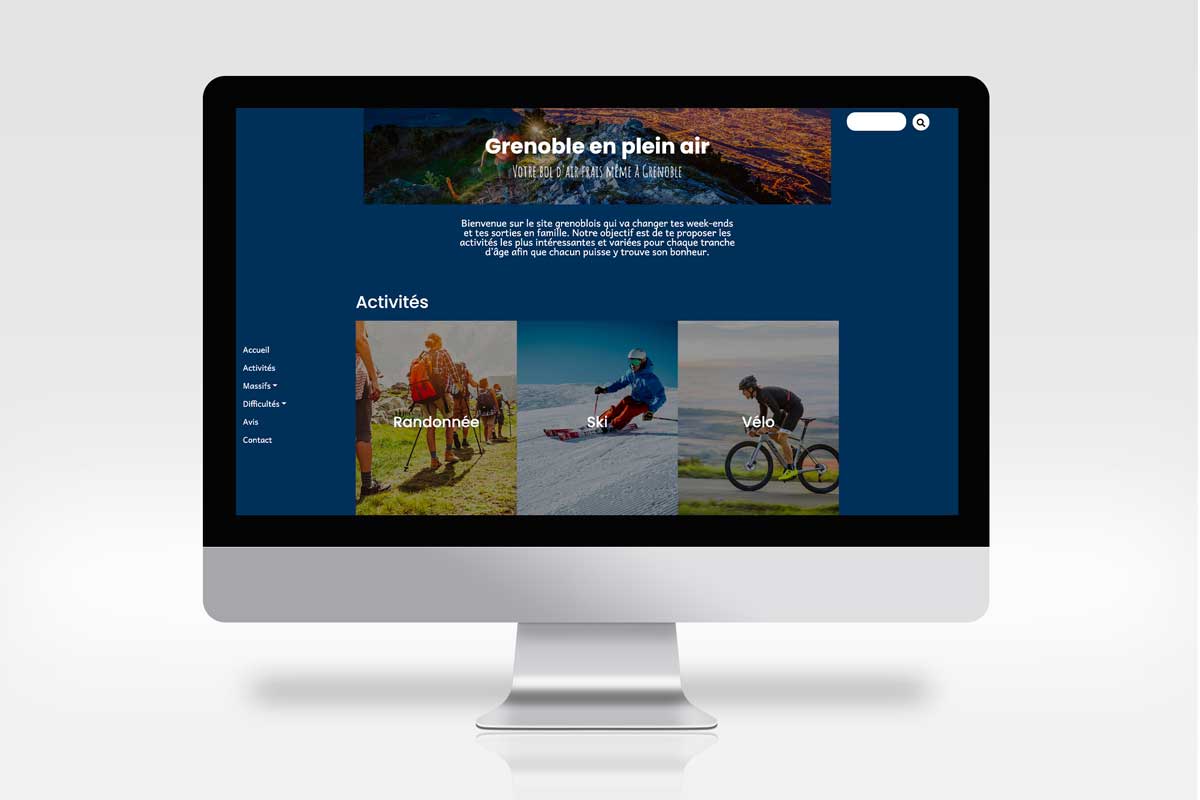 Grenoble en plein air
Votre bol d'air frais même à Grenoble
Bienvenue sur le site grenoblois qui va changer tes week-ends
et tes sorties en famille. Notre objectif est de te proposer les
activités les plus intéressantes et variées pour chaque tranche
d'âge afin que chacun puisse y trouve son bonheur.
Activités
Accueil
Activités
Massifs
Difficultés
Avis
Contact
Randonnée
Ski
Vélo